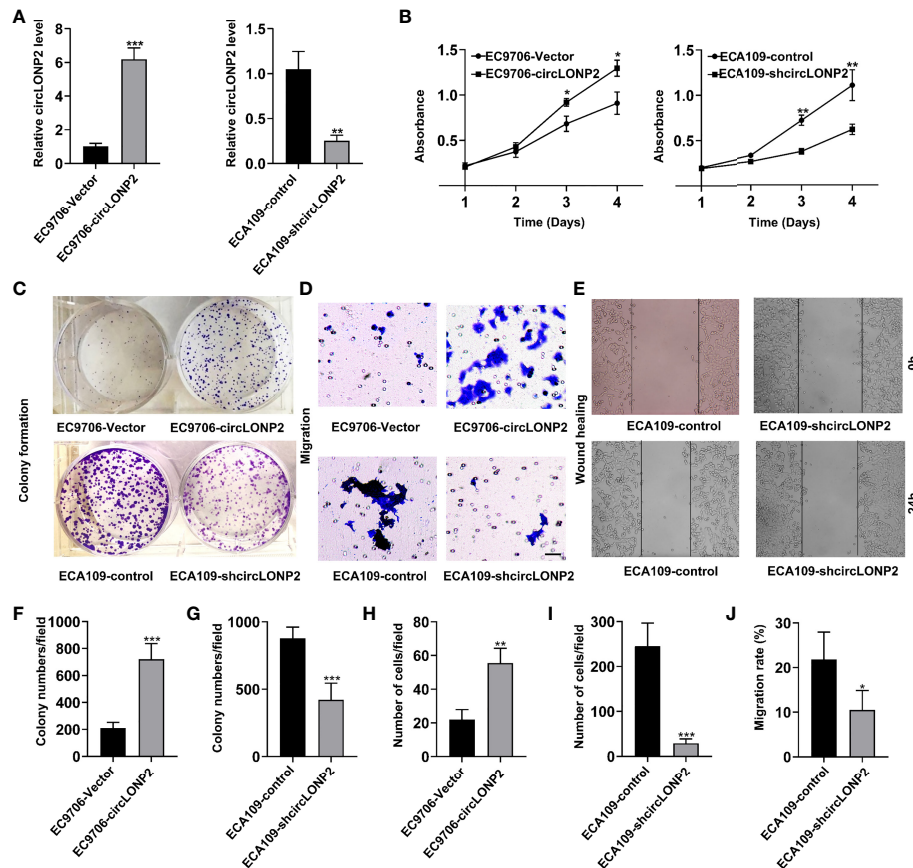 A
Relative circLONP2 level
8
6
4
2
0
***
EC9706-Vector
EC9706-circLONP2
Relative circLONP2 level
1.5
1.0
0.5
0.0
**
ECA109-control
ECA109-shcircLONP2
B
Absorbance
1.5
1.0
0.5
EC9706-Vector
EC9706-circLONP2
*
*
1 2 3 4
Time (Days)
Absorbance
1.5
1.0
0.5
ECA109-control
ECA109-shcircLONP2
**
**
1 2 3 4
Time (Days)
C
Colony formation
EC9706-Vector
EC9706-circLONP2
ECA109-control
ECA109-shcircLONP2
D
Migration
EC9706-Vector
EC9706-circLONP2
ECA109-control
ECA109-shcircLONP2
E
Wound healing
ECA109-control
ECA109-shcircLONP2
0h
ECA109-control
ECA109-shcircLONP2
24h
F
Colony numbers/field
1000
800
600
400
200
0
***
EC9706-Vector
EC9706-circLONP2
G
Colony numbers/field
1000
500
0
***
ECA109-control
ECA109-shcircLONP2
H
Number of cells/field
80
60
40
20
0
**
EC9706-Vector
EC9706-circLONP2
I
Number of cells/field
300
200
100
0
***
ECA109-control
ECA109-shcircLONP2
J
Migration rate (%)
30
20
10
0
*
ECA109-control
ECA109-shcircLONP2